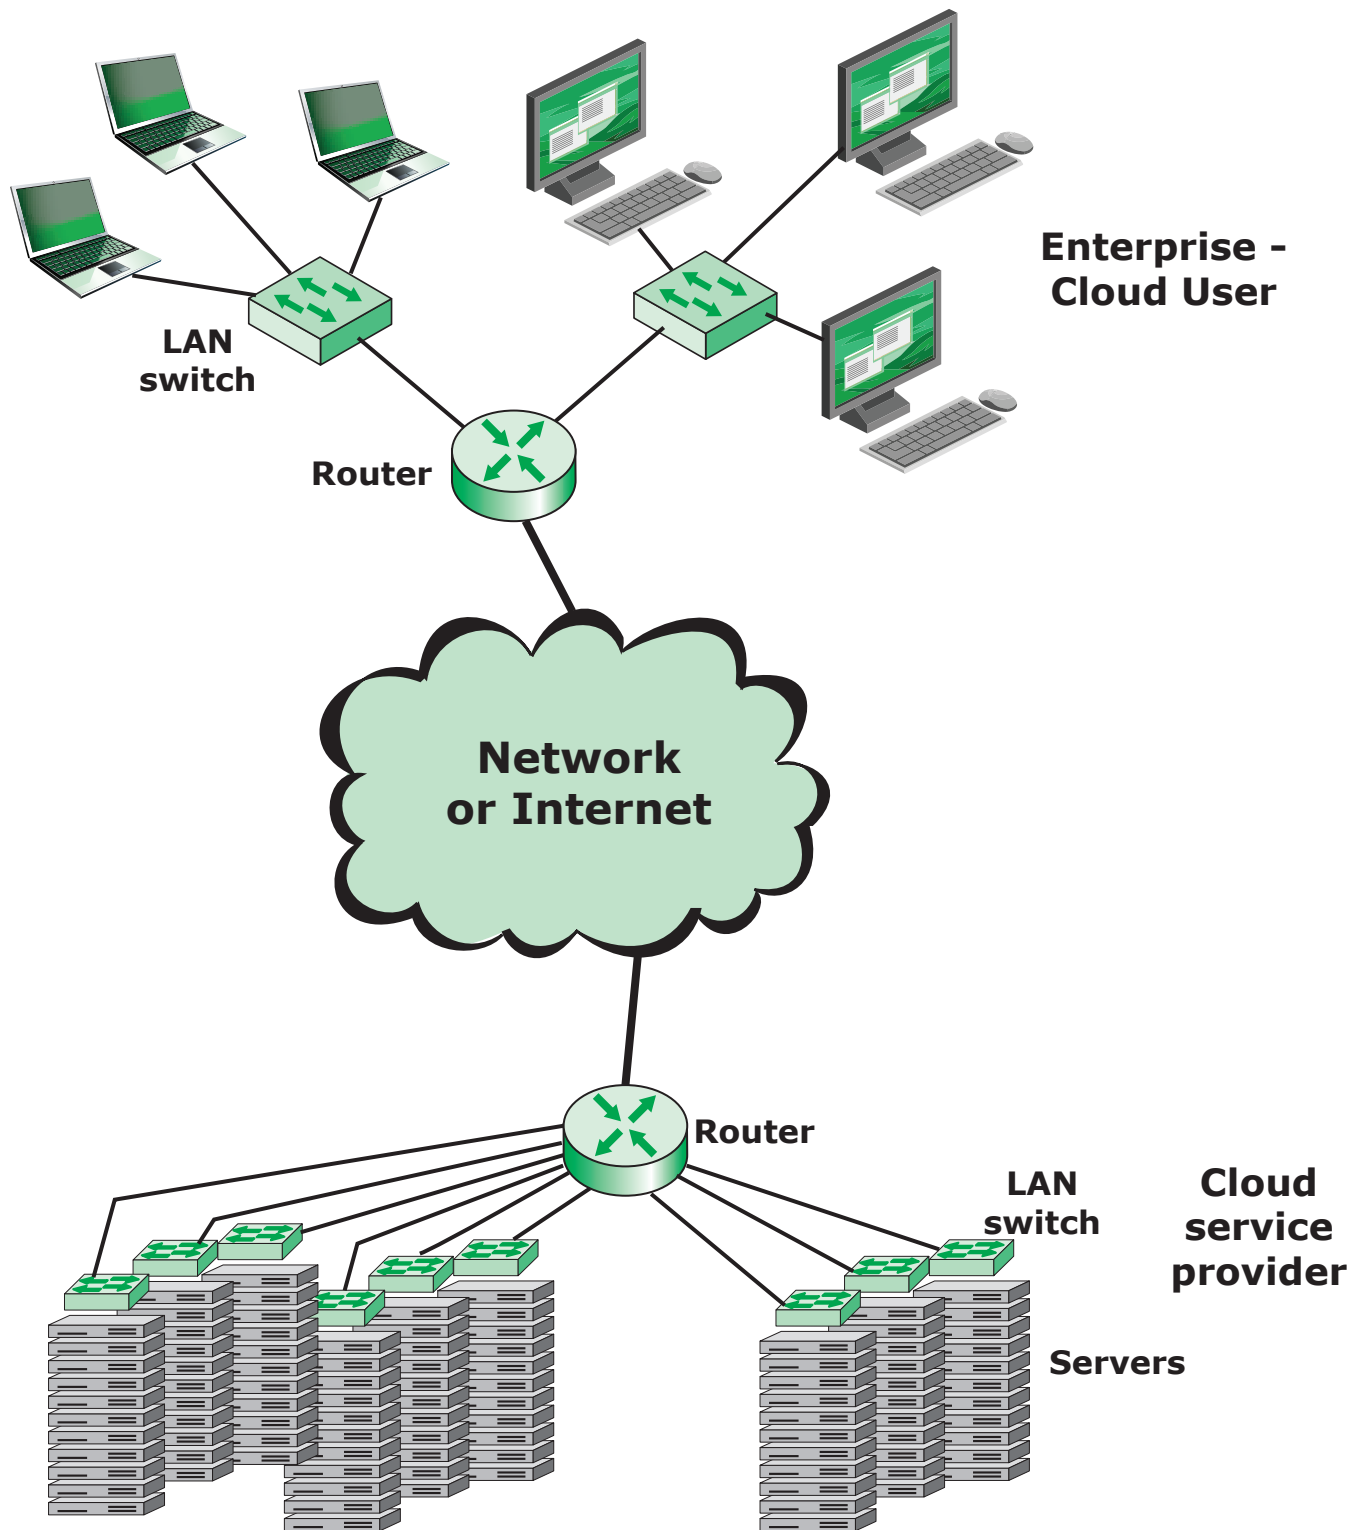 Enterprise -
Cloud User
LAN
switch
Router
Network
or Internet
Router
LAN
switch
Cloud
service
provider
Servers